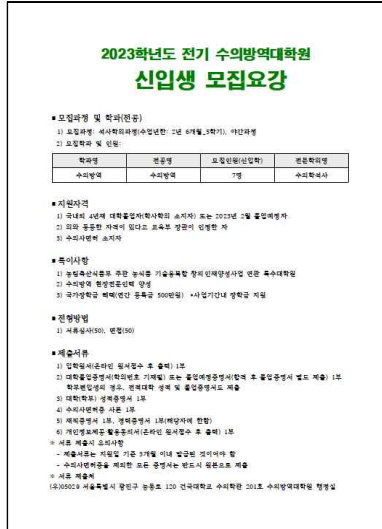 2023학년도 전기 수의방역대학원
신입생 모집요강
■ 모집과정 및 학과(전공)
1) 모집과정: 석사학위과정(수업연한: 2년 6개월_5학기), 야간과정
2) 모집학과 및 인원:
학과명 전공명 모집인원(신입학) 전문학위명
수의방역 수의방역 7명 수의학석사
■ 지원자격
1) 국내외 4년제 대학졸업자(학사학위 소지자) 또는 2023년 2월 졸업예정자
2) 위와 동등한 자격이 있다고 교육부 장관이 인정한 자
3) 수의사면허 소지자
■ 특이사항
1) 농림축산식품부 주관 농식품 기술융복합 창의인재양성사업 연관 특수대학원
2) 수의방역 현장전문인력 양성
3) 국가장학금 혜택(연간 등록금 500만원) *사업기간내 장학금 지원
■ 전형방법
1) 서류심사(50), 면접(50)
■ 제출서류
1) 입학원서(온라인 원서접수 후 출력) 1부
2) 대학졸업증명서(학위번호 기재필) 또는 졸업예정증명서(합격 후 졸업증명서 별도 제출) 1부
학부편입생의 경우, 전적대학 성적 및 졸업증명서도 제출
3) 대학(학부) 성적증명서 1부
4) 수의사면허증 사본 1부
5) 재직증명서 1부, 경력증명서 1부(해당자에 한함)
6) 개인정보제공·활용동의서(온라인 원서접수 후 출력) 1부
※ 서류 제출시 유의사항
- 제출서류는 지원일 기준 3개월 이내 발급된 것이어야 함
- 수의사면허증을 제외한 모든 증명서는 반드시 원본으로 제출
※ 서류 제출처
(우)05029 서울특별시 광진구 능동로 120 건국대학교 수의학관 201호 수의방역대학원 행정실